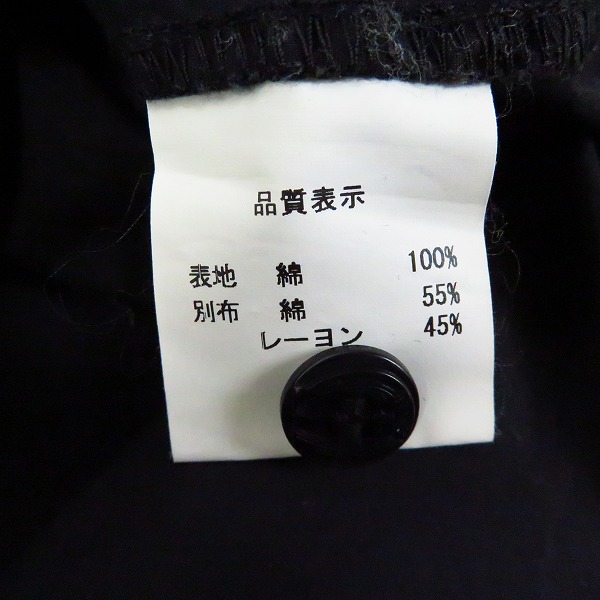 品質表示
表地 綿 100%
別布 綿 55%
レーヨン 45%